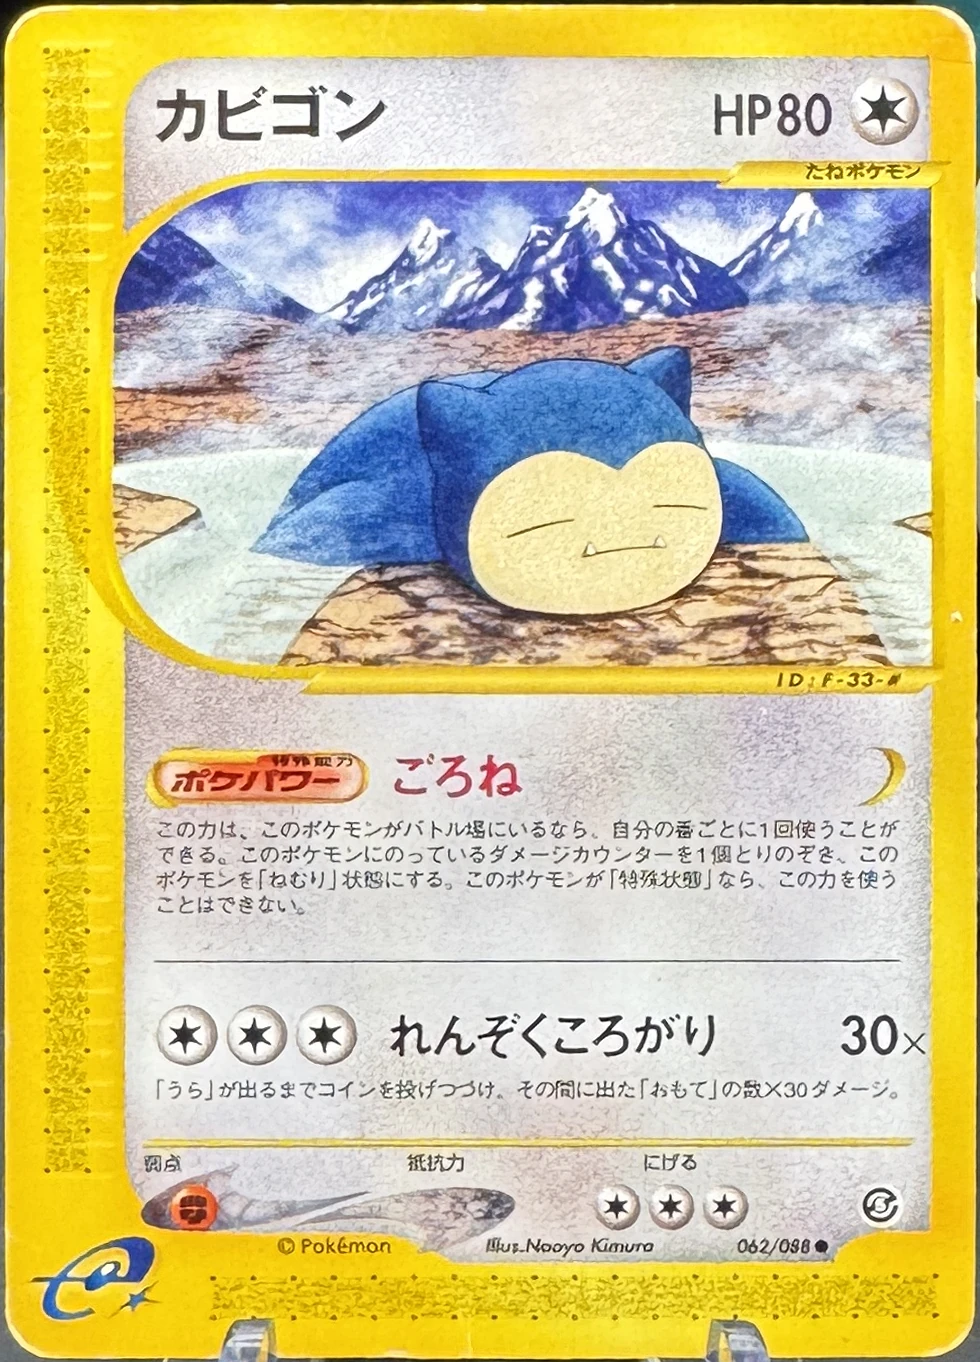 カビゴン HP80
たねポケモン
ID:F-33-#
特殊能力
ポケパワー ごろね
この力は、このポケモンがバトル場にいるなら、自分の番ごとに1回使うことが
できる。このポケモンにのっているダメージカウンターを1個とりのぞき、この
ポケモンを「ねむり」状態にする。このポケモンが「特殊状態」なら、この力を使う
ことはできない。
れんぞくころがり 30×
「うら」が出るまでコインを投げつづけ、その間に出た「おもて」の数×30ダメージ。
弱点 抵抗力 にげる
© Pokémon Illus. Naoyo Kimura 062/088 ●
e